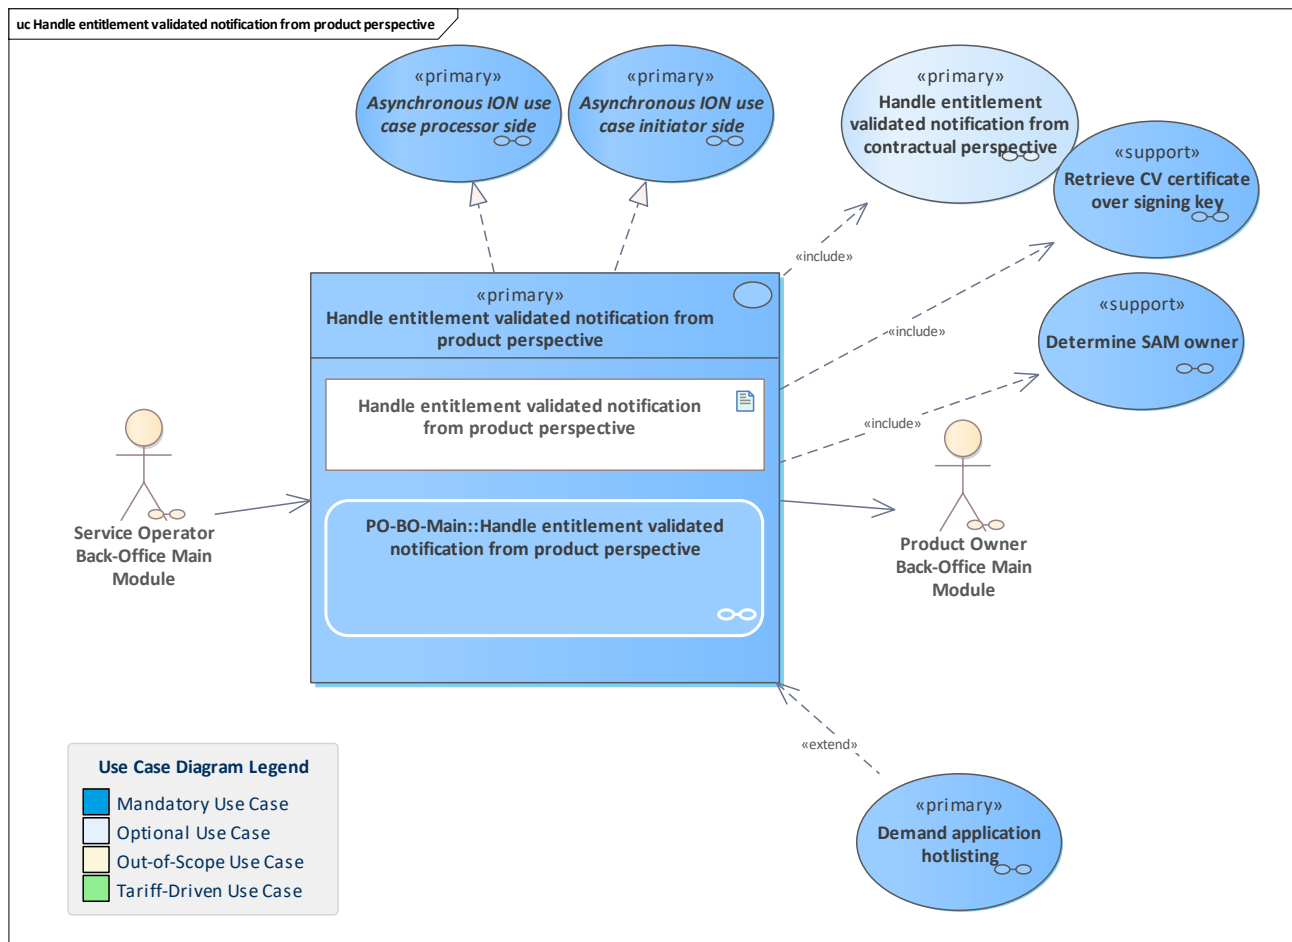 uc Handle entitlement validated notification from product perspective
«primary»
Asynchronous ION use
case processor side
«primary»
Asynchronous ION use
case initiator side
«primary»
Handle entitlement
validated notification from
contractual perspective
«support»
Retrieve CV certificate
over signing key
«include»
«include»
«support»
Determine SAM owner
«include»
«primary»
Handle entitlement validated notification from
product perspective
Handle entitlement validated notification
from product perspective
PO-BO-Main::Handle entitlement validated
notification from product perspective
Service Operator
Back-Office Main
Module
Product Owner
Back-Office Main
Module
«extend»
«primary»
Demand application
hotlisting
Use Case Diagram Legend
Mandatory Use Case
Optional Use Case
Out-of-Scope Use Case
Tariff-Driven Use Case